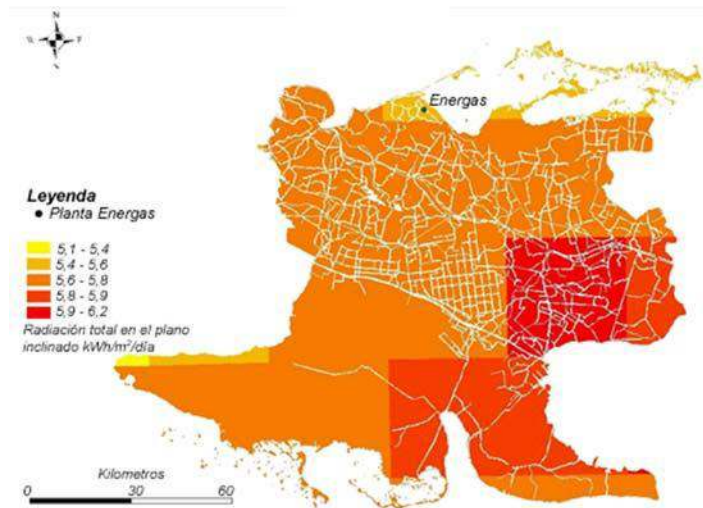 N
Energas
Leyenda
Planta Energas
5,1 - 5,4
5,4 - 5,6
5,6 - 5,8
5,8 - 5,9
5,9 - 6,2
Radiación total en el plano
inclinado kWh/m²/día
Kilometros
0 30 60